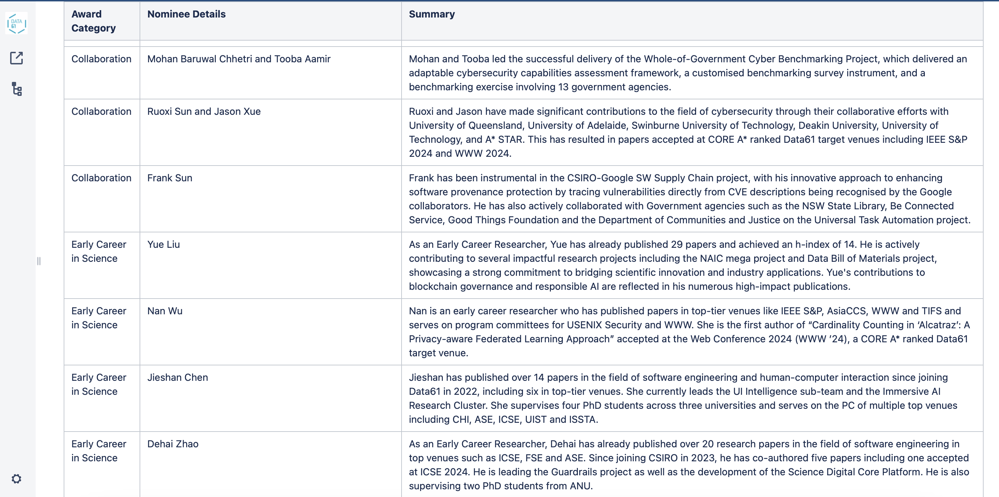 DATA
61
Award
Category
Nominee Details
Summary
Collaboration
Mohan Baruwal Chhetri and Tooba Aamir
Mohan and Tooba led the successful delivery of the Whole-of-Government Cyber Benchmarking Project, which delivered an
adaptable cybersecurity capabilities assessment framework, a customised benchmarking survey instrument, and a
benchmarking exercise involving 13 government agencies.
Collaboration
Ruoxi Sun and Jason Xue
Ruoxi and Jason have made significant contributions to the field of cybersecurity through their collaborative efforts with
University of Queensland, University of Adelaide, Swinburne University of Technology, Deakin University, University of
Technology, and A* STAR. This has resulted in papers accepted at CORE A* ranked Data61 target venues including IEEE S&P
2024 and WWW 2024.
Collaboration
Frank Sun
Frank has been instrumental in the CSIRO-Google SW Supply Chain project, with his innovative approach to enhancing
software provenance protection by tracing vulnerabilities directly from CVE descriptions being recognised by the Google
collaborators. He has also actively collaborated with Government agencies such as the NSW State Library, Be Connected
Service, Good Things Foundation and the Department of Communities and Justice on the Universal Task Automation project.
Early Career
in Science
Yue Liu
As an Early Career Researcher, Yue has already published 29 papers and achieved an h-index of 14. He is actively
contributing to several impactful research projects including the NAIC mega project and Data Bill of Materials project,
showcasing a strong commitment to bridging scientific innovation and industry applications. Yue's contributions to
blockchain governance and responsible AI are reflected in his numerous high-impact publications.
Early Career
in Science
Nan Wu
Nan is an early career researcher who has published papers in top-tier venues like IEEE S&P, AsiaCCS, WWW and TIFS and
serves on program committees for USENIX Security and WWW. She is the first author of “Cardinality Counting in ‘Alcatraz’: A
Privacy-aware Federated Learning Approach” accepted at the Web Conference 2024 (WWW ’24), a CORE A* ranked Data61
target venue.
Early Career
in Science
Jieshan Chen
Jieshan has published over 14 papers in the field of software engineering and human-computer interaction since joining
Data61 in 2022, including six in top-tier venues. She currently leads the UI Intelligence sub-team and the Immersive AI
Research Cluster. She supervises four PhD students across three universities and serves on the PC of multiple top venues
including CHI, ASE, ICSE, UIST and ISSTA.
Early Career
in Science
Dehai Zhao
As an Early Career Researcher, Dehai has already published over 20 research papers in the field of software engineering in
top venues such as ICSE, FSE and ASE. Since joining CSIRO in 2023, he has co-authored five papers including one accepted
at ICSE 2024. He is leading the Guardrails project as well as the development of the Science Digital Core Platform. He is also
supervising two PhD students from ANU.